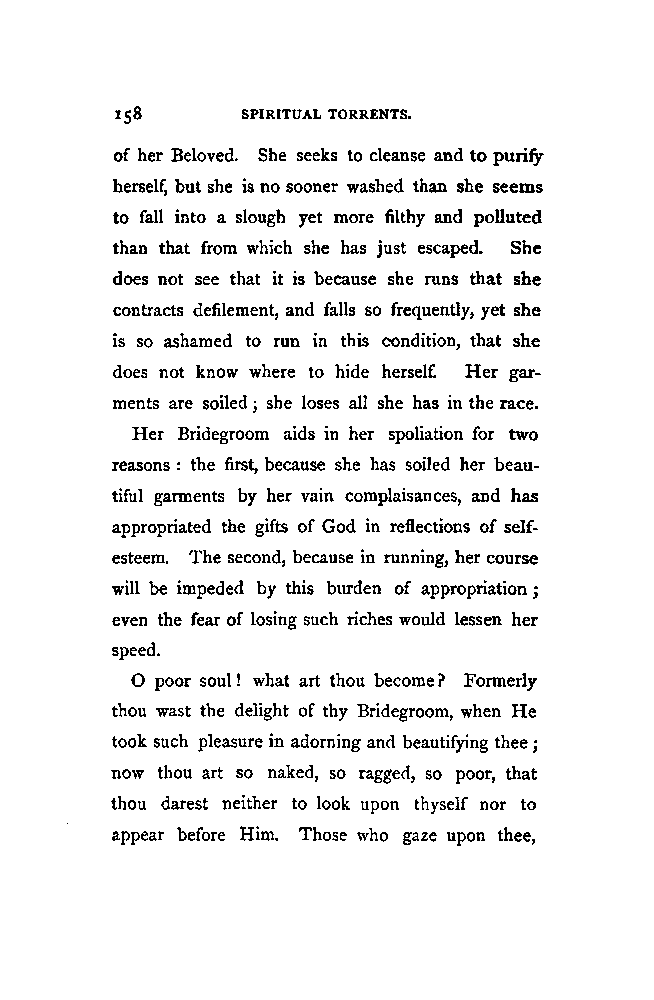 158 SPIRITUAL TORRENTS.
of her Beloved. She seeks to cleanse and to purify
herself, but she is no sooner washed than she seems
to fall into a slough yet more filthy and polluted
than that from which she has just escaped. She
does not see that it is because she runs that she
contracts defilement, and falls so frequently, yet she
is so ashamed to run in this condition, that she
does not know where to hide herself. Her gar-
ments are soiled ; she loses all she has in the race.
Her Bridegroom aids in her spoliation for two
reasons : the first, because she has soiled her beau-
tiful garments by her vain complaisances, and has
appropriated the gifts of God in reflections of self-
esteem. The second, because in running, her course
will be impeded by this burden of appropriation ;
even the fear of losing such riches would lessen her
speed.
O poor soul! what art thou become? Formerly
thou wast the delight of thy Bridegroom, when He
took such pleasure in adorning and beautifying thee ;
now thou art so naked, so ragged, so poor, that
thou darest neither to look upon thyself nor to
appear before Him. Those who gaze upon thee,